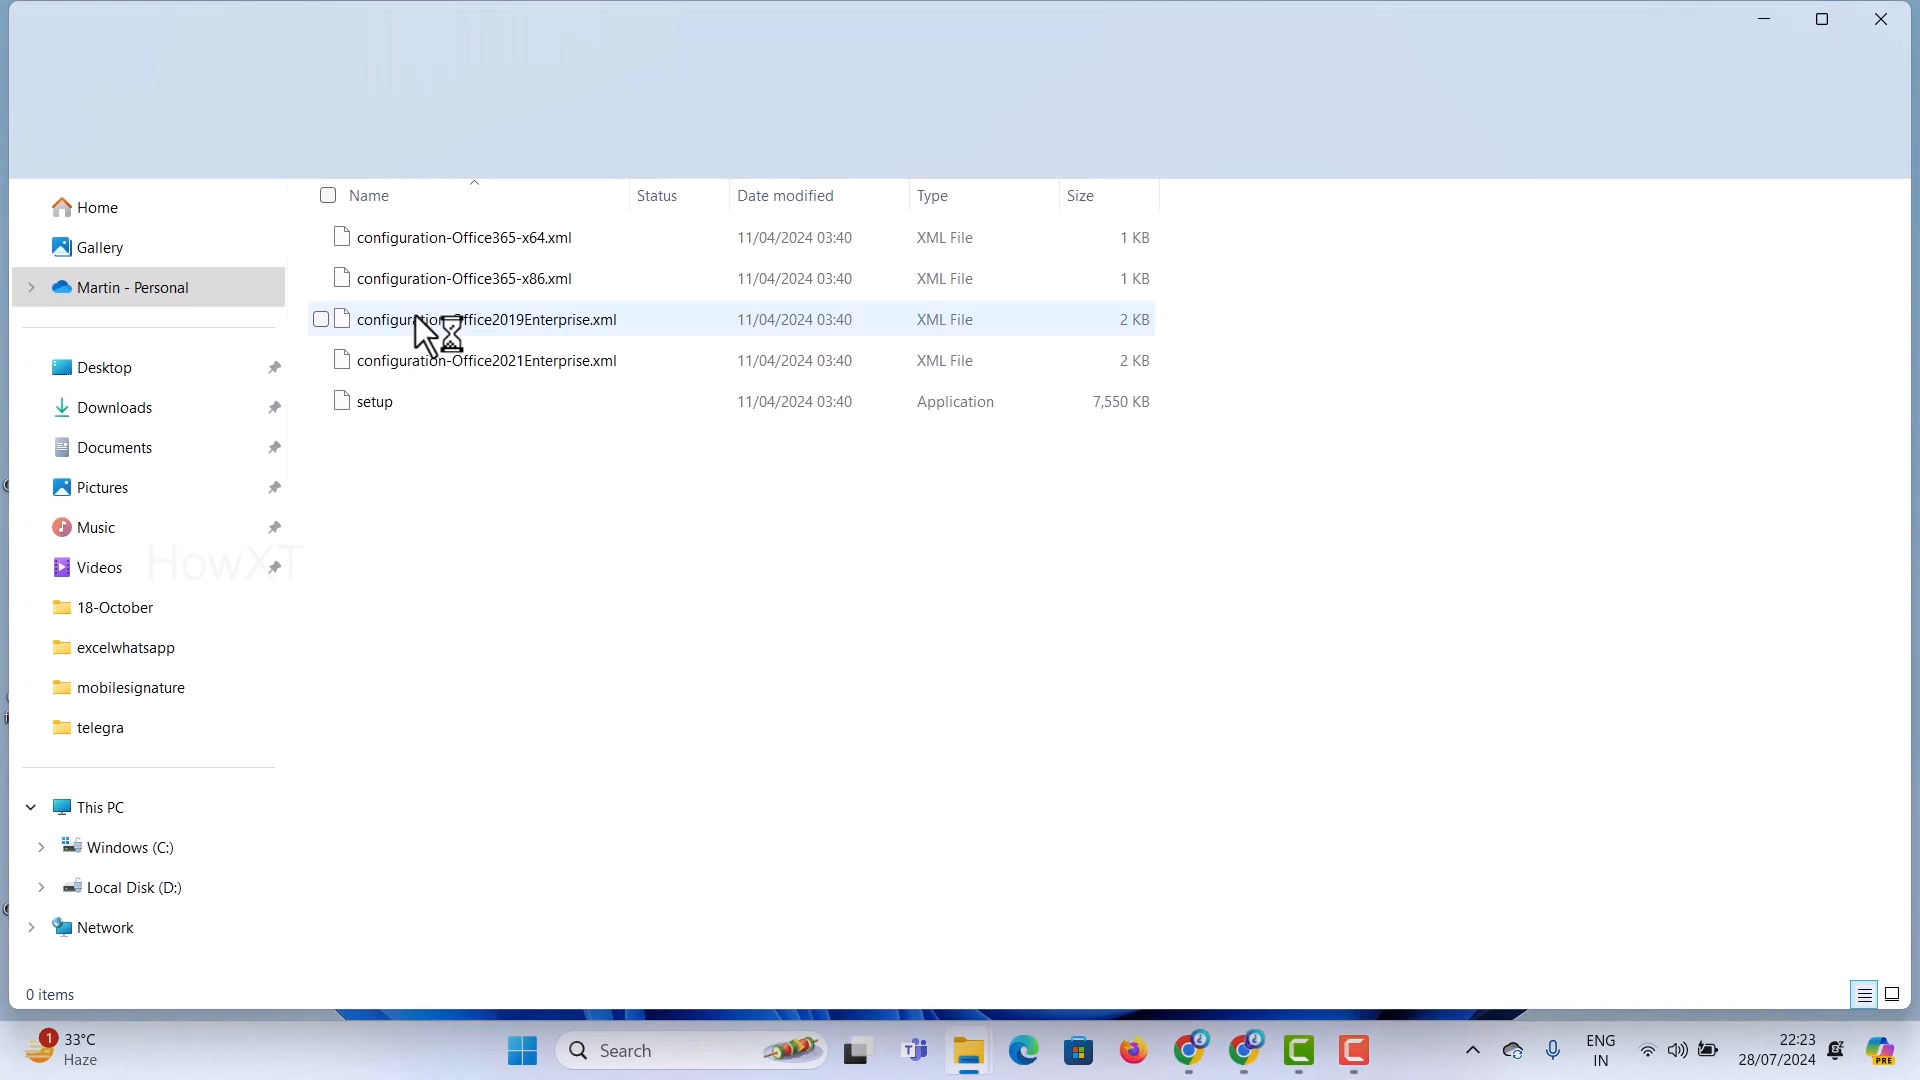 Name Status Date modified Type Size
Home
configuration-Office365-x64.xml 11/04/2024 03:40 XML File 1 KB
Gallery
configuration-Office365-x86.xml 11/04/2024 03:40 XML File 1 KB
Martin - Personal
configuration-Office2019Enterprise.xml 11/04/2024 03:40 XML File 2 KB
configuration-Office2021Enterprise.xml 11/04/2024 03:40 XML File 2 KB
Desktop
setup 11/04/2024 03:40 Application 7,550 KB
Downloads
Documents
Pictures
Music
HowXT
Videos
18-October
excelwhatsapp
mobilesignature
telegra
This PC
Windows (C:)
Local Disk (D:)
Network
0 items
1
33°C
Haze
Search
ENG
IN
22:23
28/07/2024
PRE